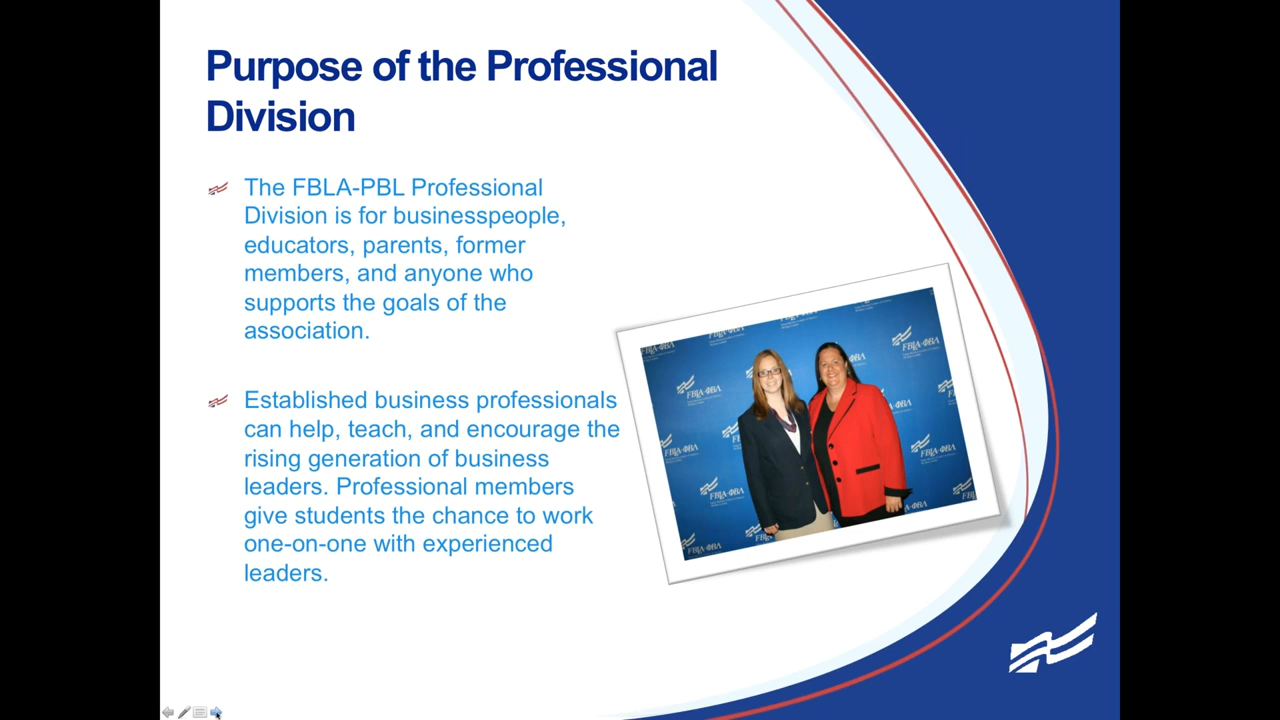 Purpose of the Professional
Division
The FBLA-PBL Professional
Division is for businesspeople,
educators, parents, former
members, and anyone who
supports the goals of the
association.
Established business professionals
can help, teach, and encourage the
rising generation of business
leaders. Professional members
give students the chance to work
one-on-one with experienced
leaders.